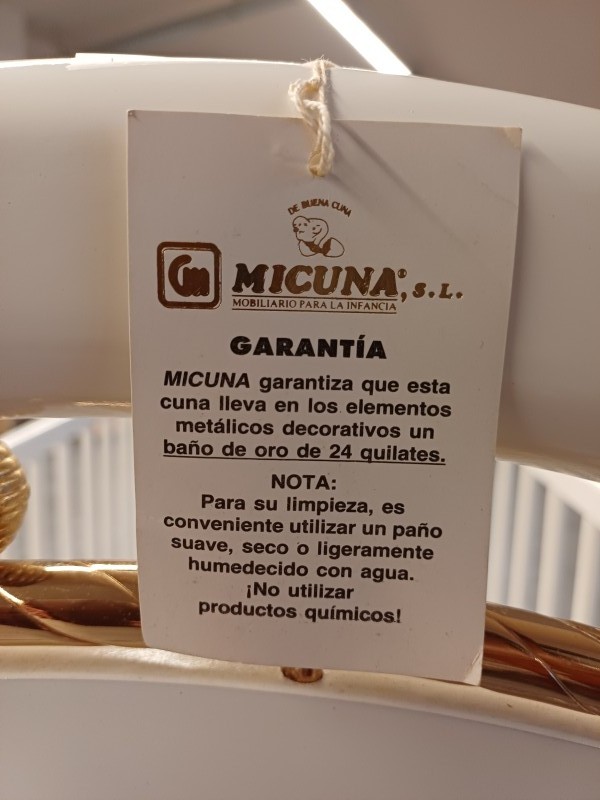 DE BUENA CUNA
Gm MICUNA®, S.L.
MOBILIARIO PARA LA INFANCIA
GARANTÍA
MICUNA garantiza que esta
cuna lleva en los elementos
metálicos decorativos un
baño de oro de 24 quilates.
NOTA:
Para su limpieza, es
conveniente utilizar un paño
suave, seco o ligeramente
humedecido con agua.
¡No utilizar
productos químicos!